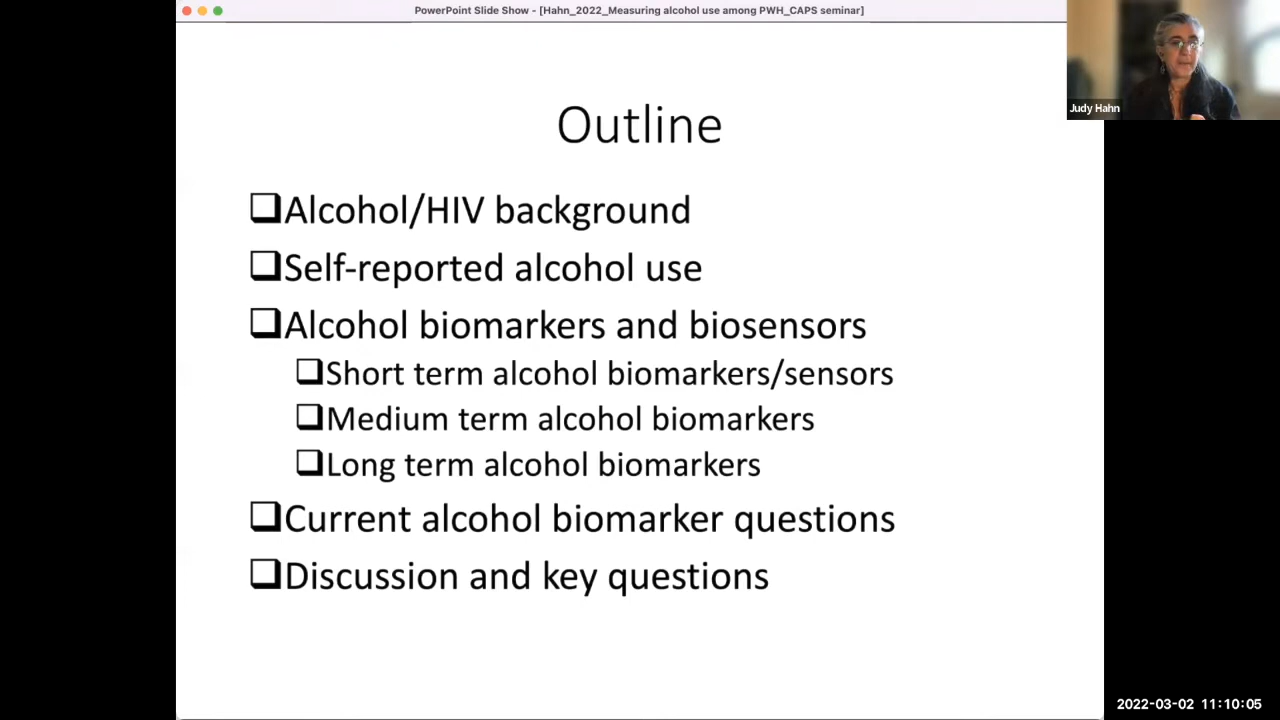 PowerPoint Slide Show - [Hahn_2022_Measuring alcohol use among PWH_CAPS seminar]
Judy Hahn
Outline
Alcohol/HIV background
Self-reported alcohol use
Alcohol biomarkers and biosensors
Short term alcohol biomarkers/sensors
Medium term alcohol biomarkers
Long term alcohol biomarkers
Current alcohol biomarker questions
Discussion and key questions
2022-03-02 11:10:05